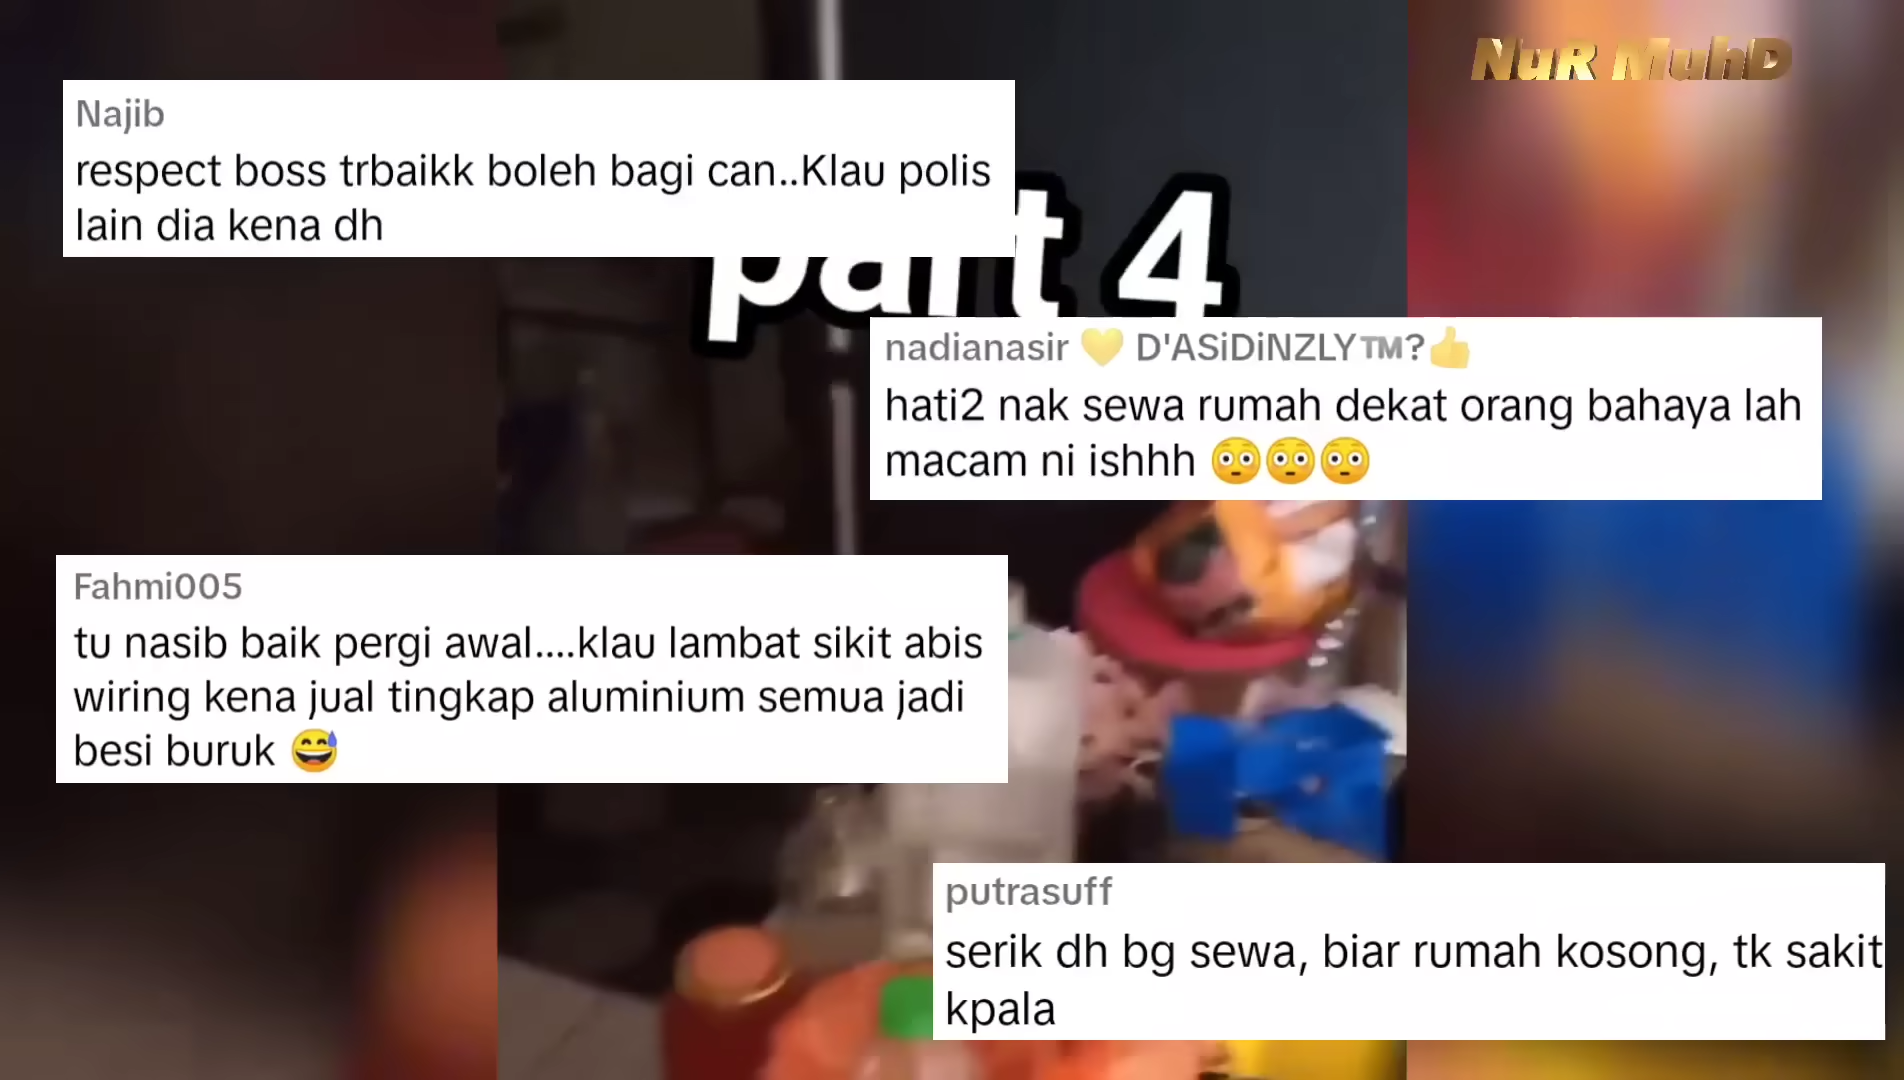 NuR MuhD
Najib
respect boss trbaikk boleh bagi can..Klau polis
lain dia kena dh
part 4
nadianasir 💛 D'ASiDiNZLY™️?👍
hati2 nak sewa rumah dekat orang bahaya lah
macam ni ishhh 😳😳😳
Fahmi005
tu nasib baik pergi awal....klau lambat sikit abis
wiring kena jual tingkap aluminium semua jadi
besi buruk 😅
putrasuff
serik dh bg sewa, biar rumah kosong, tk sakit
kpala